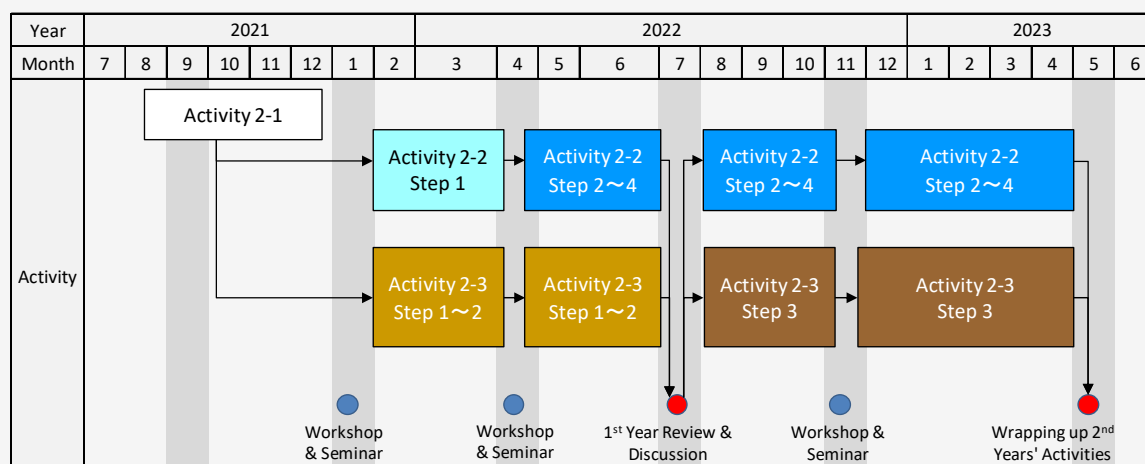 Year 2021 2022 2023
Month 7 8 9 10 11 12 1 2 3 4 5 6 7 8 9 10 11 12 1 2 3 4 5 6
Activity
Activity 2-1
Activity 2-2
Step 1
Activity 2-2
Step 2～4
Activity 2-2
Step 2～4
Activity 2-2
Step 2～4
Activity 2-3
Step 1～2
Activity 2-3
Step 1～2
Activity 2-3
Step 3
Activity 2-3
Step 3
Workshop
& Seminar
Workshop
& Seminar
1st Year Review &
Discussion
Workshop &
Seminar
Wrapping up 2nd
Years' Activities